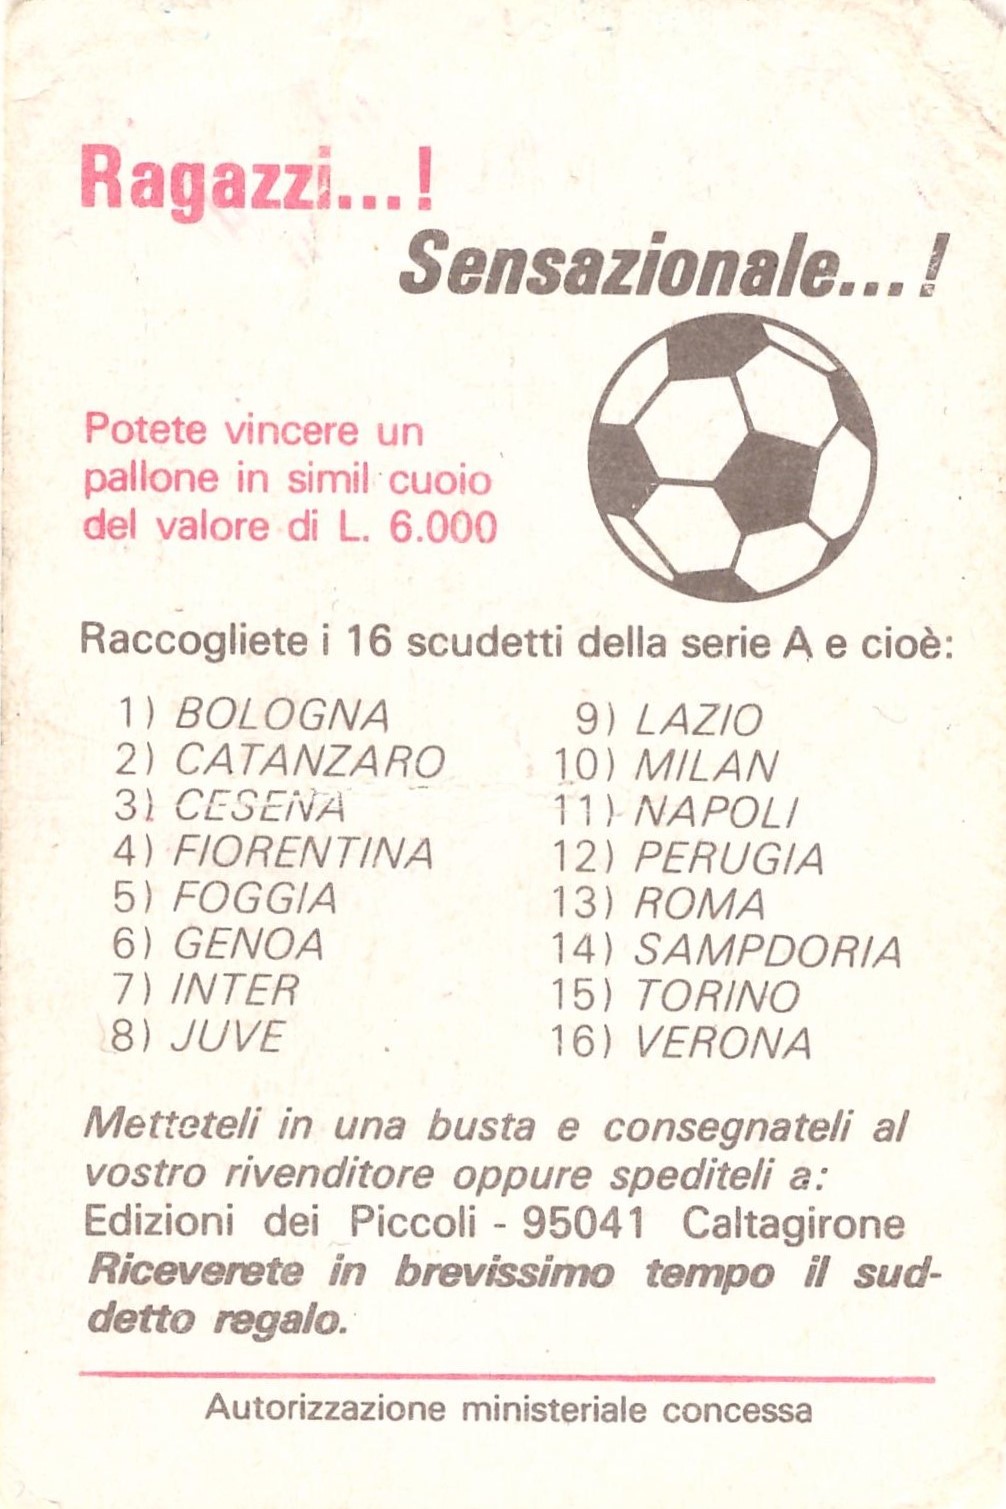 Ragazzi...!
Sensazionale...!
Potete vincere un
pallone in simil cuoio
del valore di L. 6.000
Raccogliete i 16 scudetti della serie A e cioè:
1) BOLOGNA
2) CATANZARO
3) CESENA
4) FIORENTINA
5) FOGGIA
6) GENOA
7) INTER
8) JUVE
9) LAZIO
10) MILAN
11) NAPOLI
12) PERUGIA
13) ROMA
14) SAMPDORIA
15) TORINO
16) VERONA
Metteteli in una busta e consegnateli al
vostro rivenditore oppure spediteli a:
Edizioni dei Piccoli - 95041 Caltagirone
Riceverete in brevissimo tempo il sud-
detto regalo.
Autorizzazione ministeriale concessa